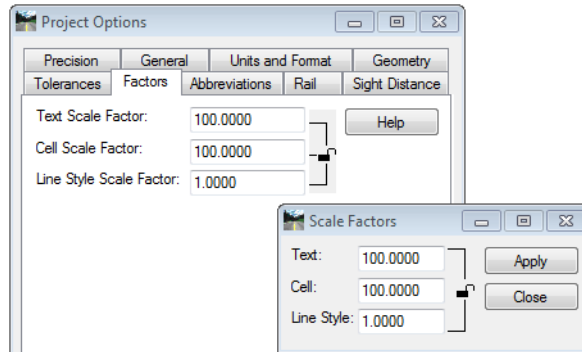 Project Options
Precision General Units and Format Geometry
Tolerances Factors Abbreviations Rail Sight Distance
Text Scale Factor: 100.0000 Help
Cell Scale Factor: 100.0000
Line Style Scale Factor: 1.0000
Scale Factors
Text: 100.0000 Apply
Cell: 100.0000 Close
Line Style: 1.0000